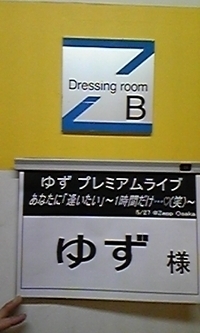 Dressing room
B
ゆず プレミアムライブ
あなたに「逢いたい」～1時間だけ…♡(笑)～
5/27 @Zepp Osaka
ゆず 様